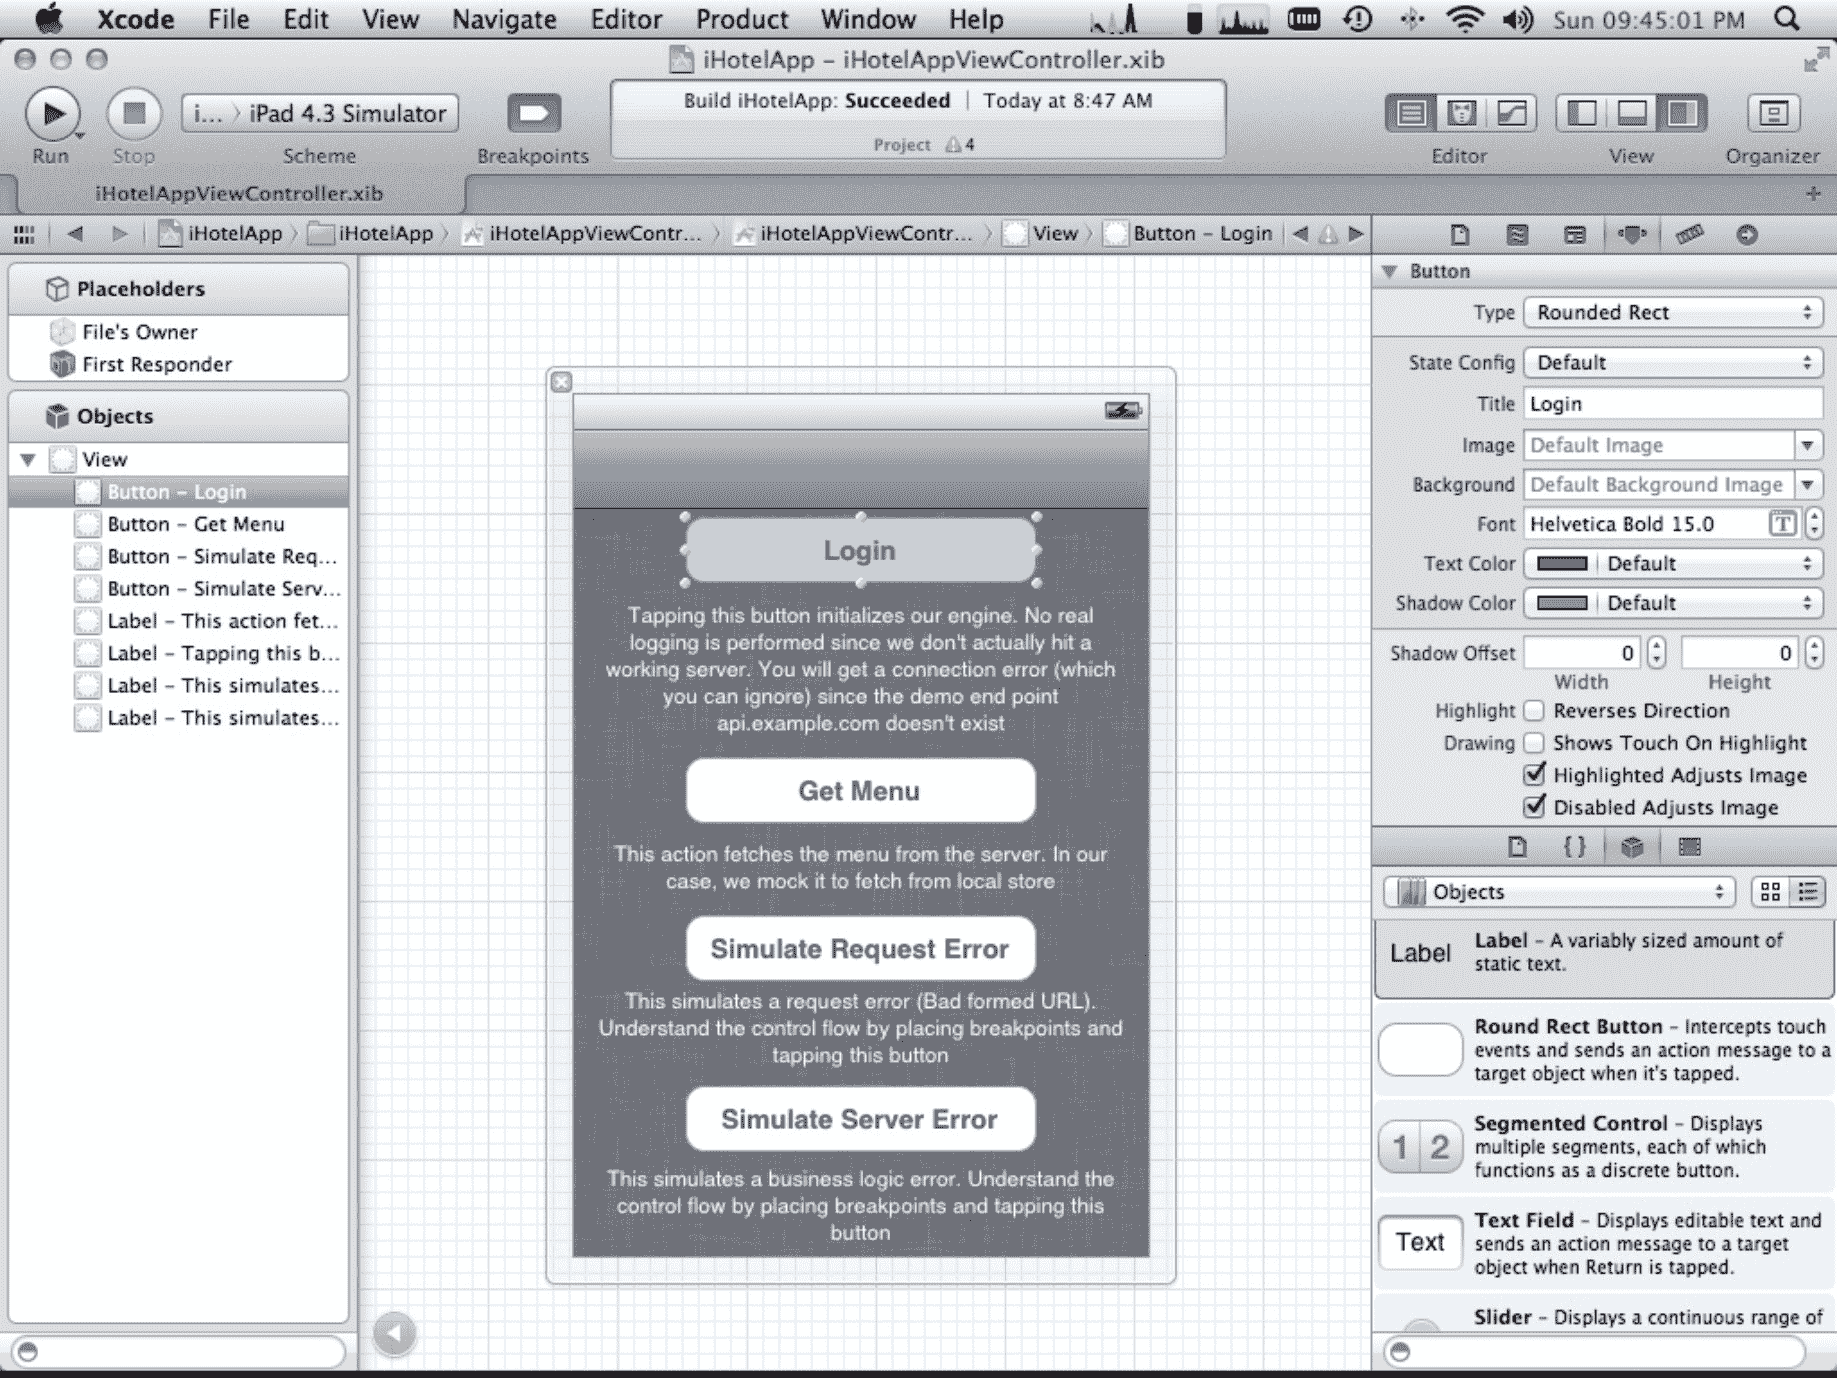 Xcode File Edit View Navigate Editor Product Window Help Sun 09:45:01 PM
iHotelApp – iHotelAppViewController.xib
i... 〉 iPad 4.3 Simulator
Build iHotelApp: Succeeded | Today at 8:47 AM
Project 4
Run Stop Scheme Breakpoints Editor View Organizer
iHotelAppViewController.xib
iHotelApp 〉 iHotelApp 〉 iHotelAppViewContr... 〉 iHotelAppViewContr... 〉 View 〉 Button – Login
Placeholders
File's Owner
First Responder
Objects
View
Button – Login
Button – Get Menu
Button – Simulate Req...
Button – Simulate Serv...
Label – This action fet...
Label – Tapping this b...
Label – This simulates...
Label – This simulates...
Login
Tapping this button initializes our engine. No real
logging is performed since we don't actually hit a
working server. You will get a connection error (which
you can ignore) since the demo end point
api.example.com doesn't exist
Get Menu
This action fetches the menu from the server. In our
case, we mock it to fetch from local store
Simulate Request Error
This simulates a request error (Bad formed URL).
Understand the control flow by placing breakpoints and
tapping this button
Simulate Server Error
This simulates a business logic error. Understand the
control flow by placing breakpoints and tapping this
button
Button
Type Rounded Rect
State Config Default
Title Login
Image Default Image
Background Default Background Image
Font Helvetica Bold 15.0 T
Text Color Default
Shadow Color Default
Shadow Offset 0 0
Width Height
Highlight Reverses Direction
Drawing Shows Touch On Highlight
Highlighted Adjusts Image
Disabled Adjusts Image
{ }
Objects
Label Label – A variably sized amount of
static text.
Round Rect Button – Intercepts touch
events and sends an action message to a
target object when it's tapped.
1 2 Segmented Control – Displays
multiple segments, each of which
functions as a discrete button.
Text Text Field – Displays editable text and
sends an action message to a target
object when Return is tapped.
Slider – Displays a continuous range of